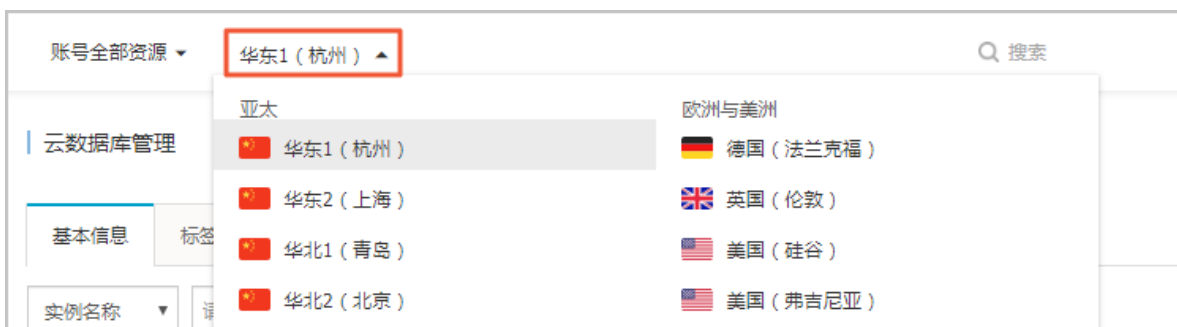 账号全部资源 华东1（杭州） 搜索
亚太 欧洲与美洲
云数据库管理
华东1（杭州） 德国（法兰克福）
华东2（上海） 英国（伦敦）
基本信息 标签
华北1（青岛） 美国（硅谷）
实例名称 请
华北2（北京） 美国（弗吉尼亚）